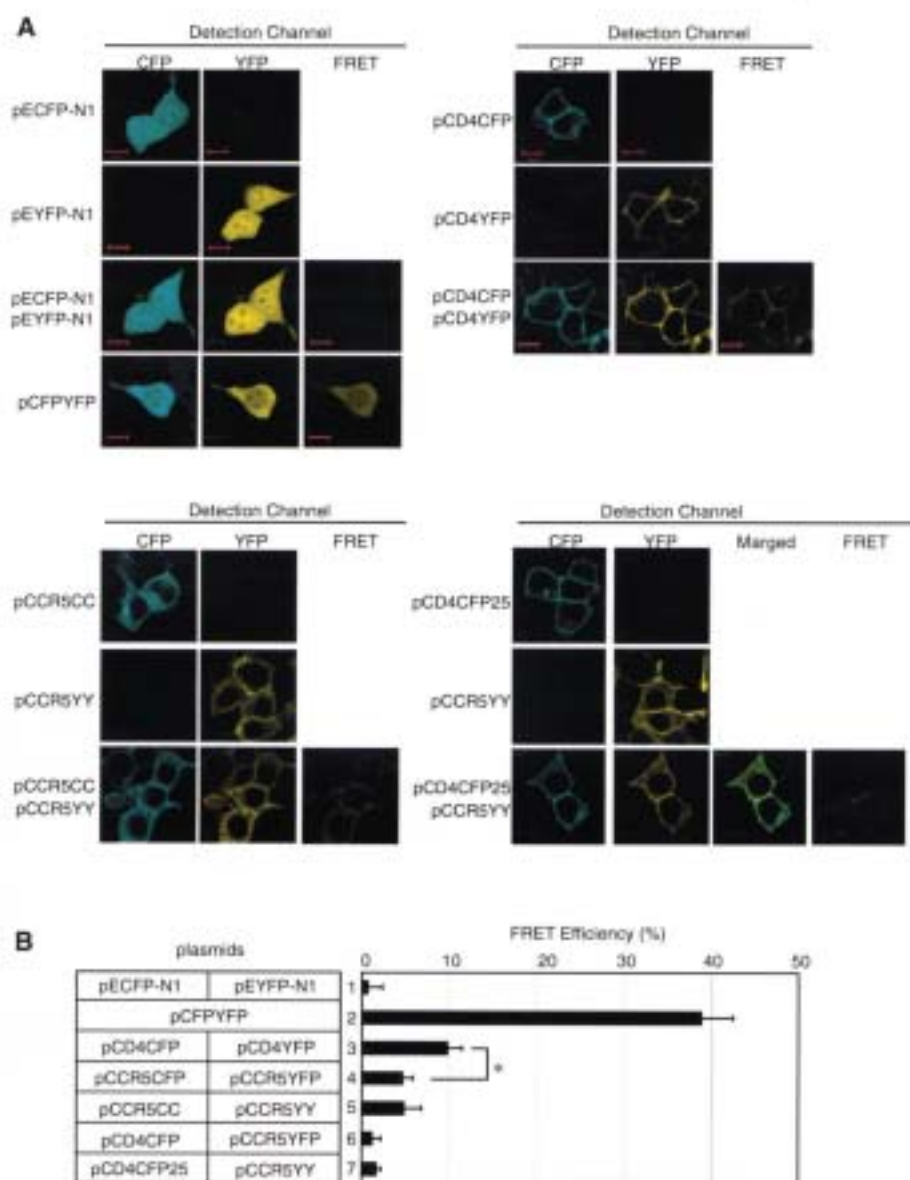 A
Detection Channel
CFP YFP FRET
pECFP-N1
pEYFP-N1
pECFP-N1
pEYFP-N1
pCFPYFP
Detection Channel
CFP YFP FRET
pCD4CFP
pCD4YFP
pCD4CFP
pCD4YFP
Detection Channel
CFP YFP FRET
pCCR5CC
pCCR5YY
pCCR5CC
pCCR5YY
Detection Channel
CFP YFP Marged FRET
pCD4CFP25
pCCR5YY
pCD4CFP25
pCCR5YY
B
plasmids
FRET Efficiency (%)
0 10 20 30 40 50
pECFP-N1 pEYFP-N1 1
pCFPYFP 2
pCD4CFP pCD4YFP 3
*
pCCR5CFP pCCR5YFP 4
pCCR5CC pCCR5YY 5
pCD4CFP pCCR5YFP 6
pCD4CFP25 pCCR5YY 7